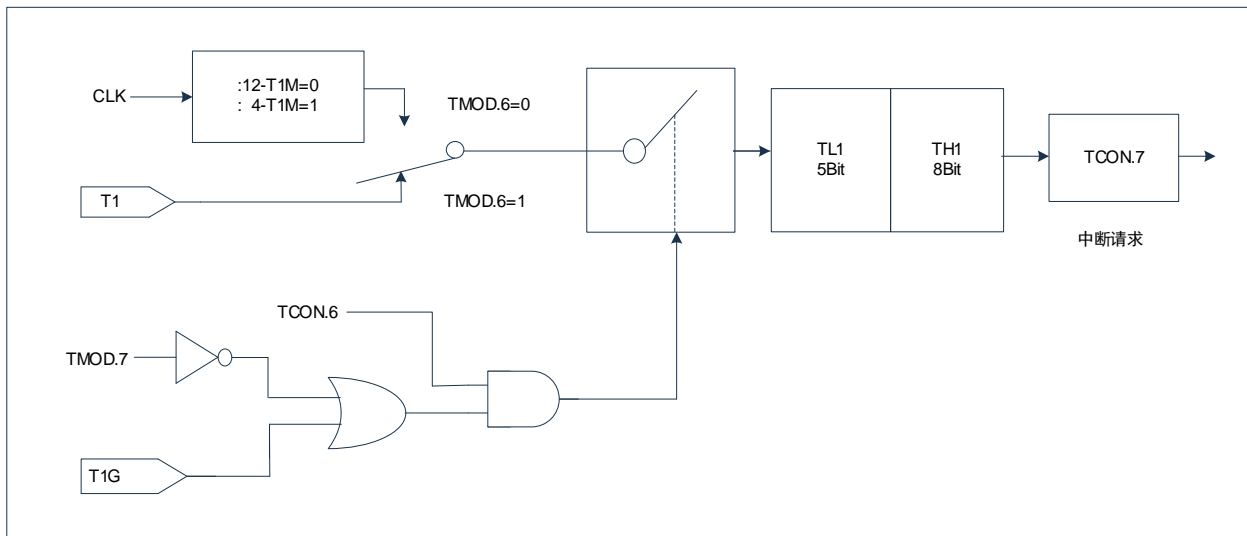 CLK
:12-T1M=0
: 4-T1M=1
TMOD.6=0
T1
TMOD.6=1
TL1
5Bit
TH1
8Bit
TCON.7
中断请求
TCON.6
TMOD.7
T1G